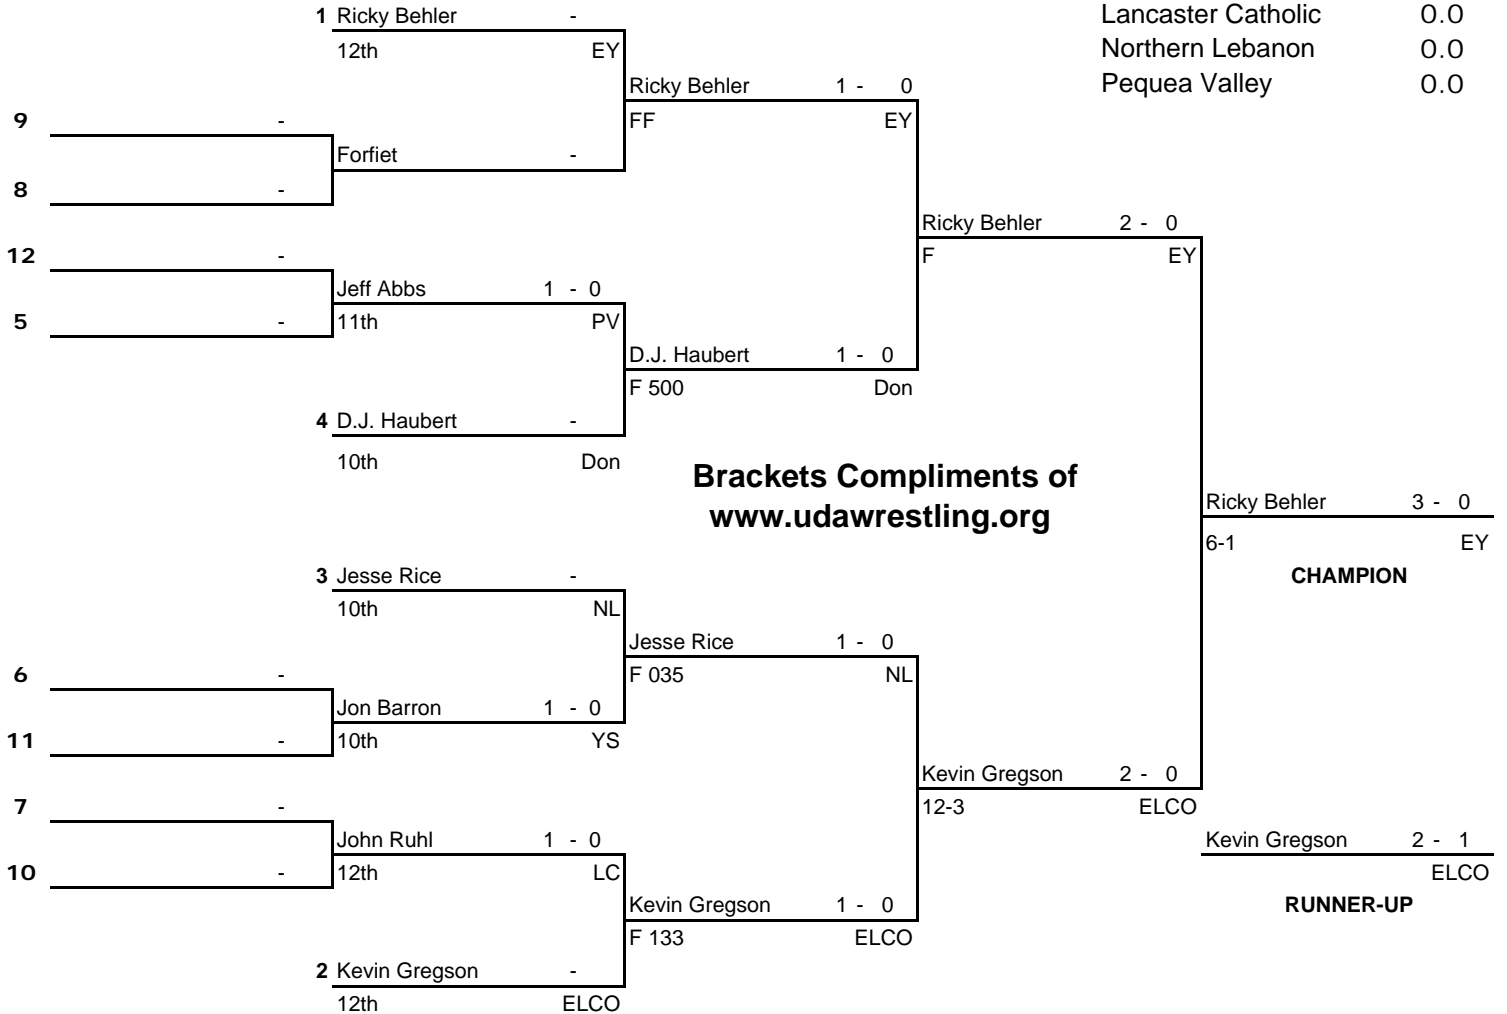 1 Ricky Behler -
Lancaster Catholic 0.0
12th EY
Northern Lebanon 0.0
Ricky Behler 1 - 0
Pequea Valley 0.0
9 -
FF EY
Forfiet -
8 -
Ricky Behler 2 - 0
12 -
F EY
Jeff Abbs 1 - 0
5 -
11th PV
D.J. Haubert 1 - 0
F 500 Don
4 D.J. Haubert -
10th Don
Brackets Compliments of
www.udawrestling.org
Ricky Behler 3 - 0
6-1 EY
CHAMPION
3 Jesse Rice -
10th NL
Jesse Rice 1 - 0
6 -
F 035 NL
Jon Barron 1 - 0
11 -
10th YS
Kevin Gregson 2 - 0
7 -
12-3 ELCO
John Ruhl 1 - 0
Kevin Gregson 2 - 1
10 -
12th LC
ELCO
Kevin Gregson 1 - 0
RUNNER-UP
F 133 ELCO
2 Kevin Gregson -
12th ELCO